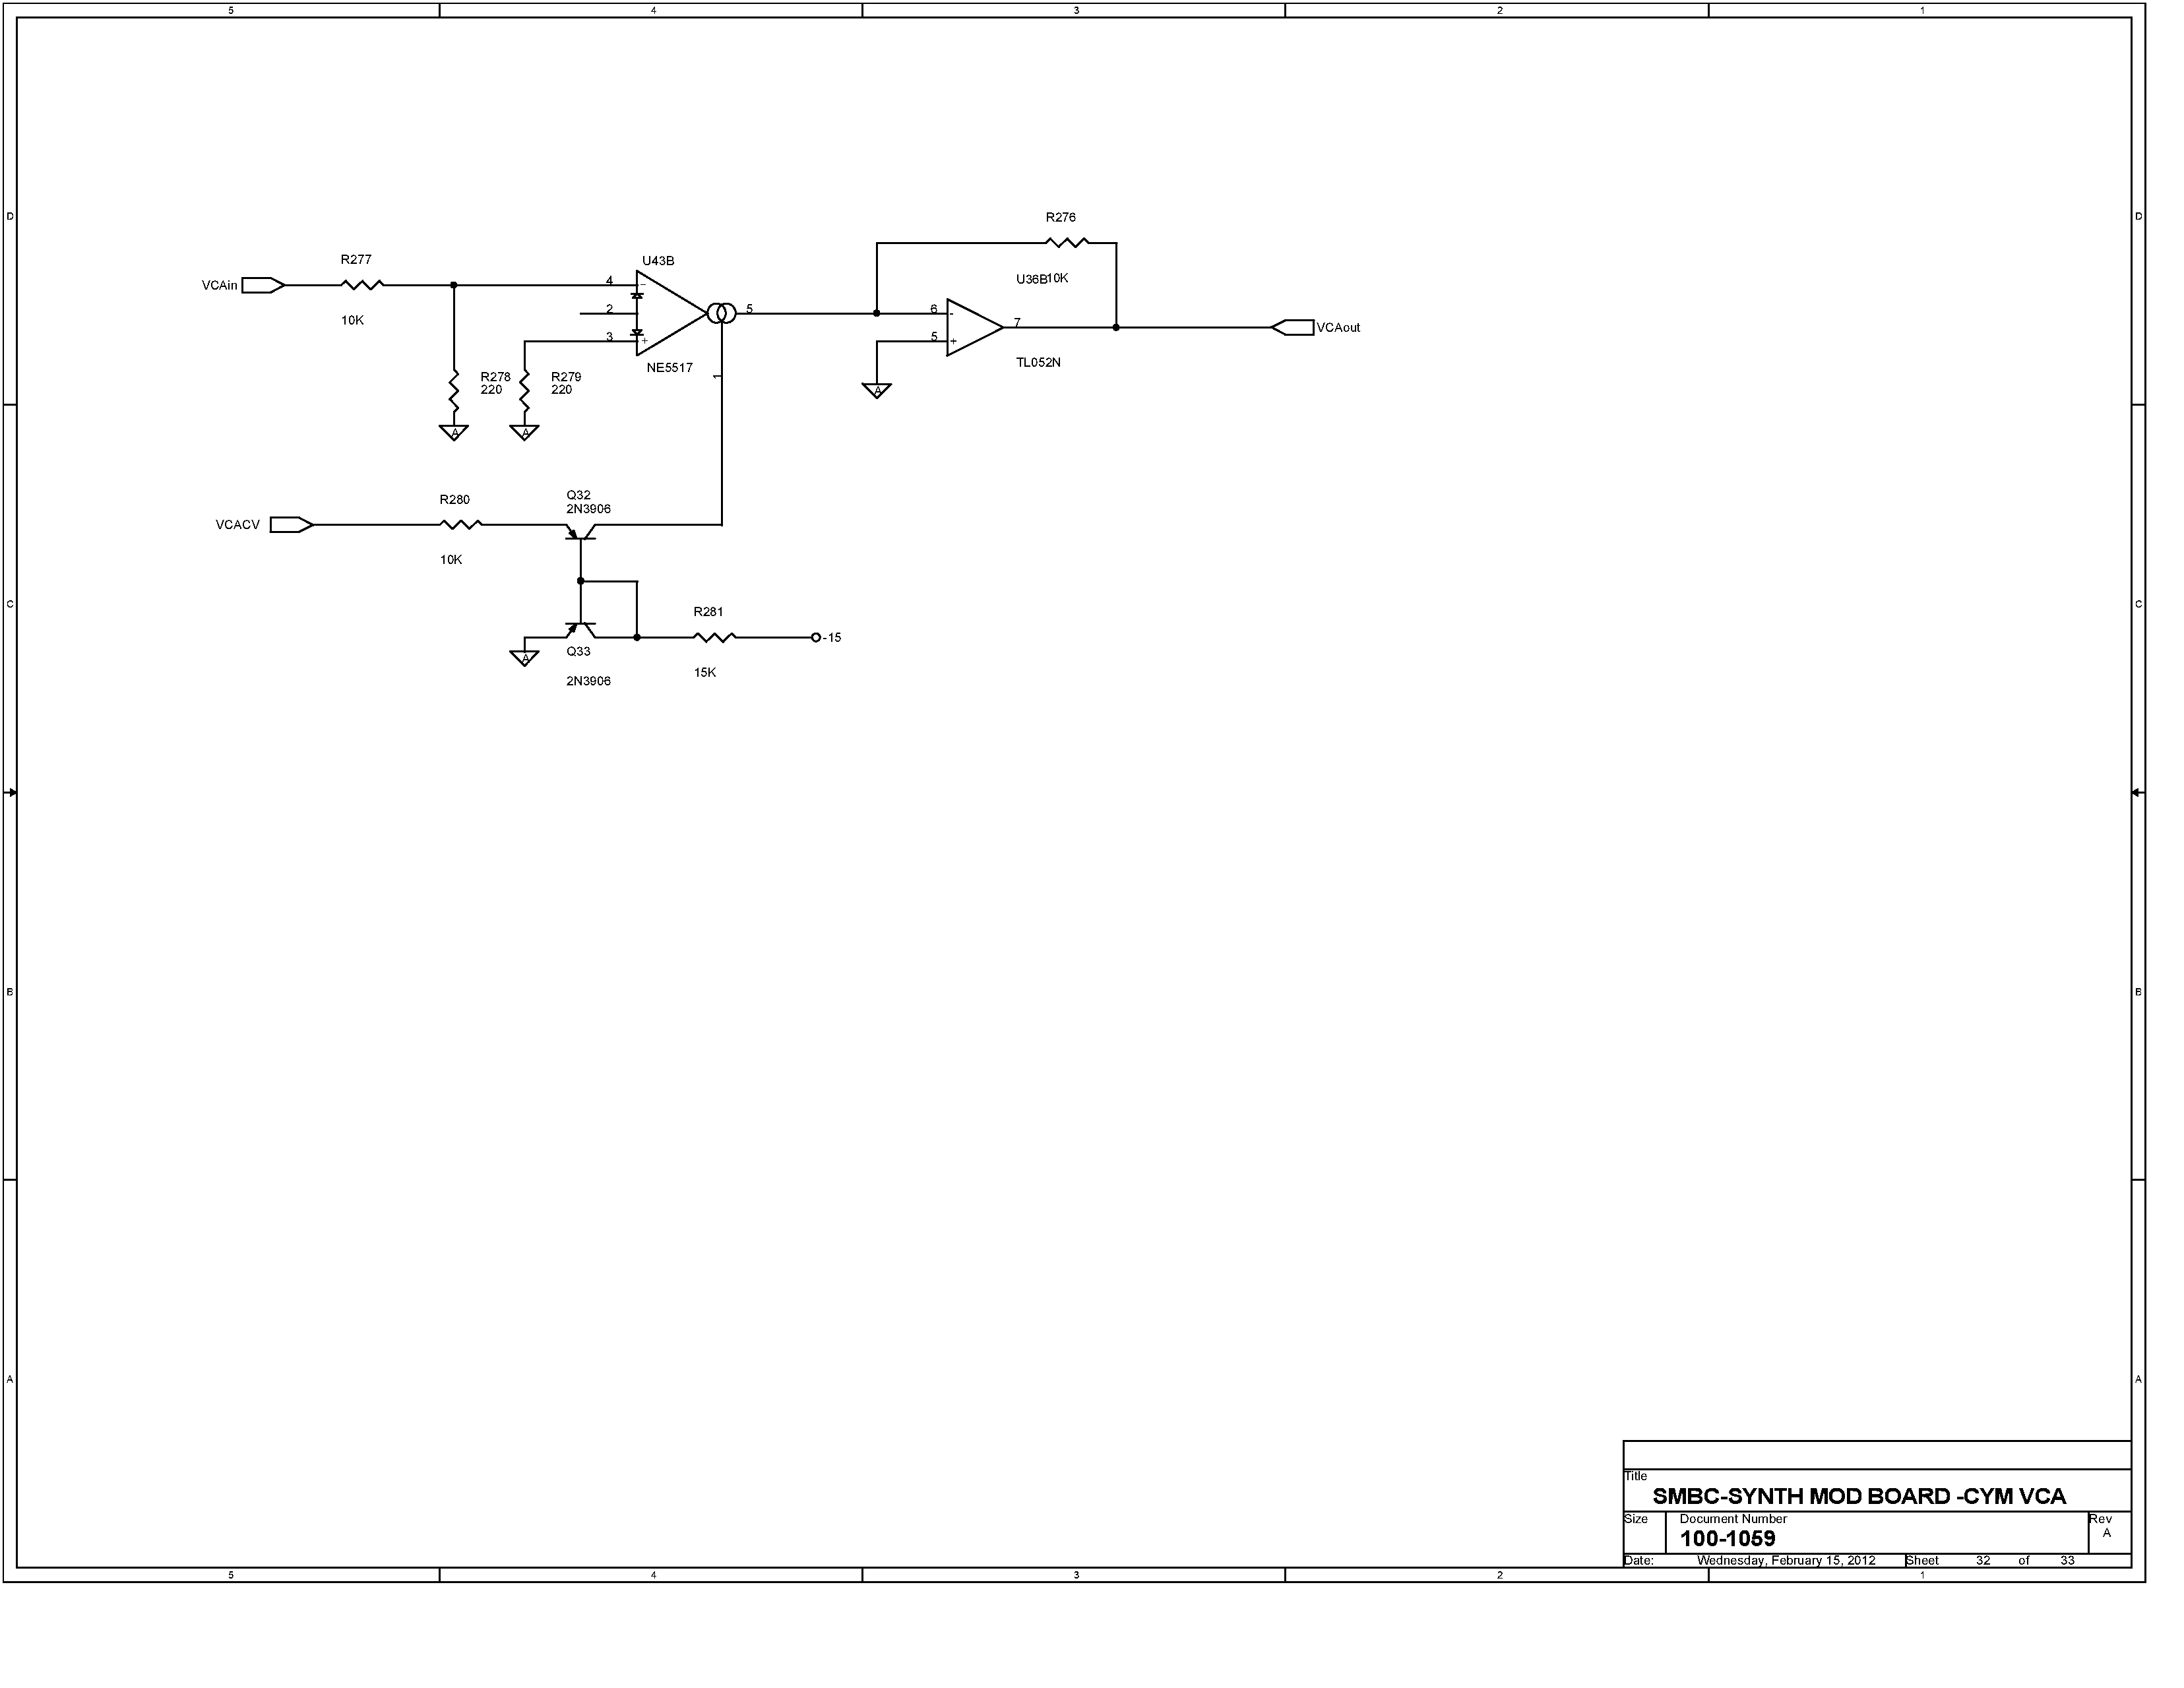 5 4 3 2 1
D D
R276
R277
U43B
VCAin
4
-
U36B 10K
10K
2
5
6
-
7
VCAout
3
+
5
+
NE5517
TL052N
1
R278
220
R279
220
A
A
A
R280
Q32
2N3906
VCACV
10K
C C
R281
-15
A
Q33
15K
2N3906
B B
A A
Title
SMBC-SYNTH MOD BOARD -CYM VCA
Size Document Number Rev
100-1059 A
Date: Wednesday, February 15, 2012 Sheet 32 of 33
5 4 3 2 1